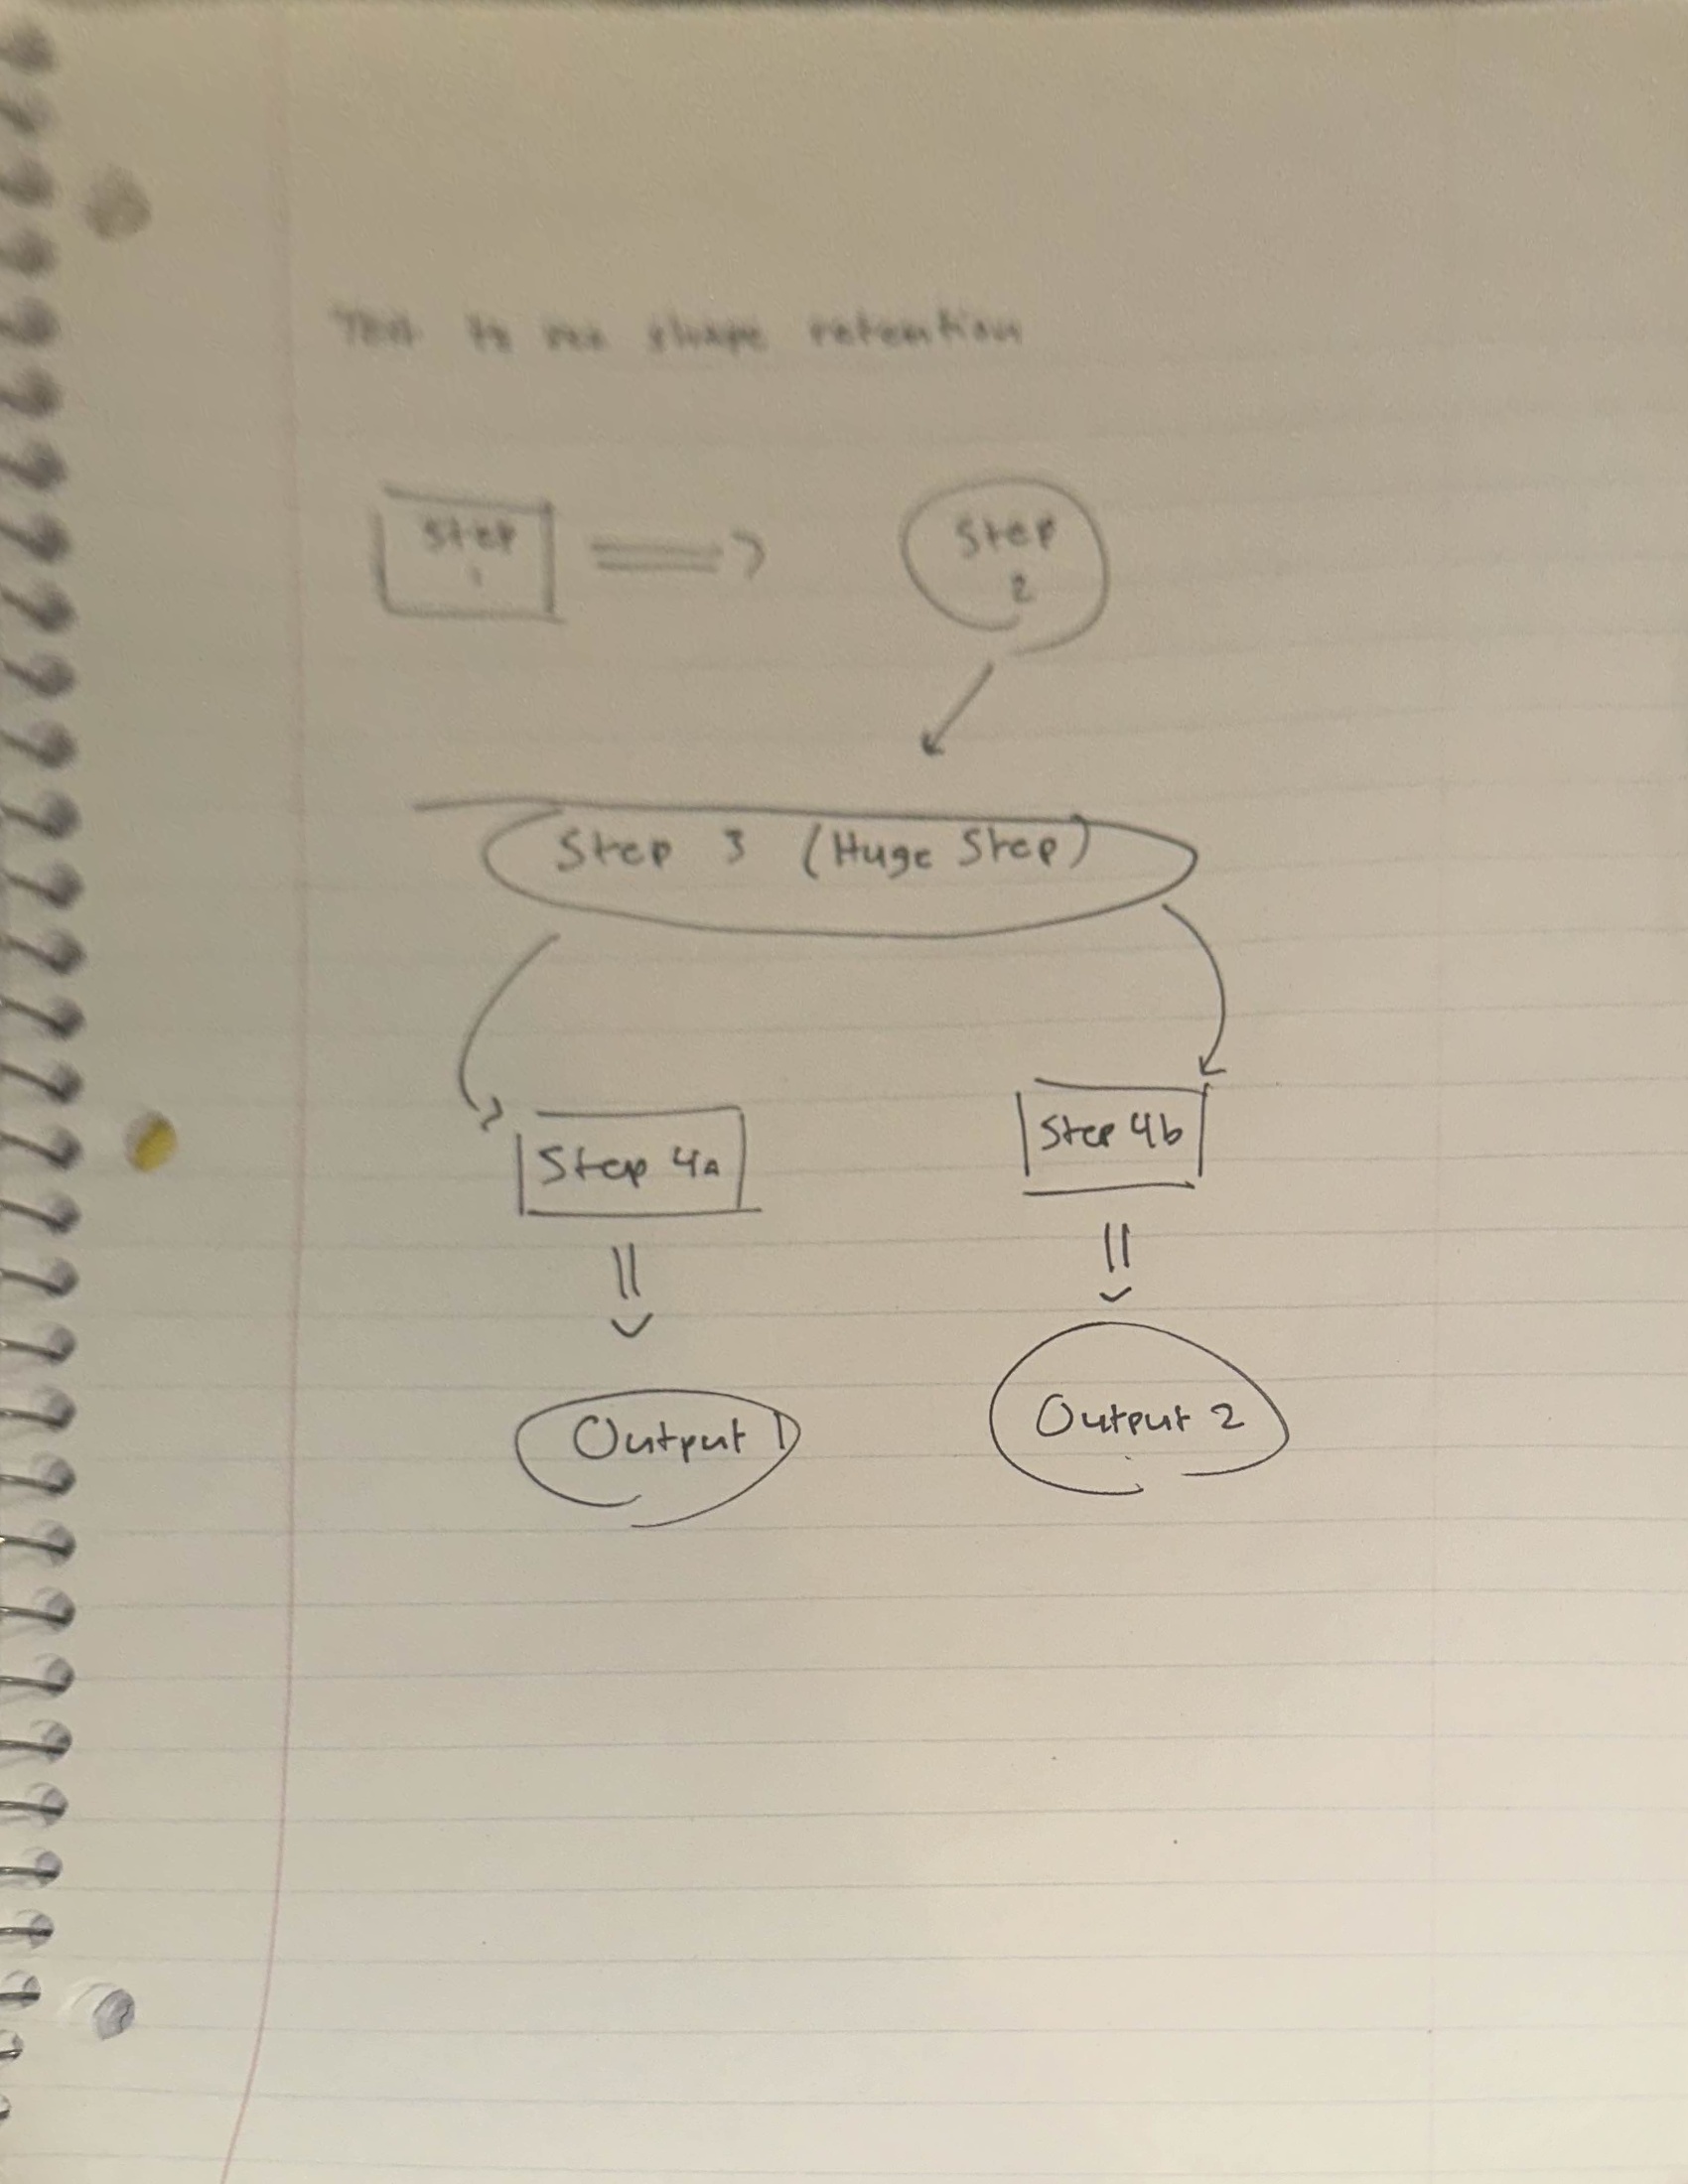 Test to see shape retention
Step
1
Step
2
Step 3 (Huge Step)
Step 4a
Step 4b
Output 1
Output 2